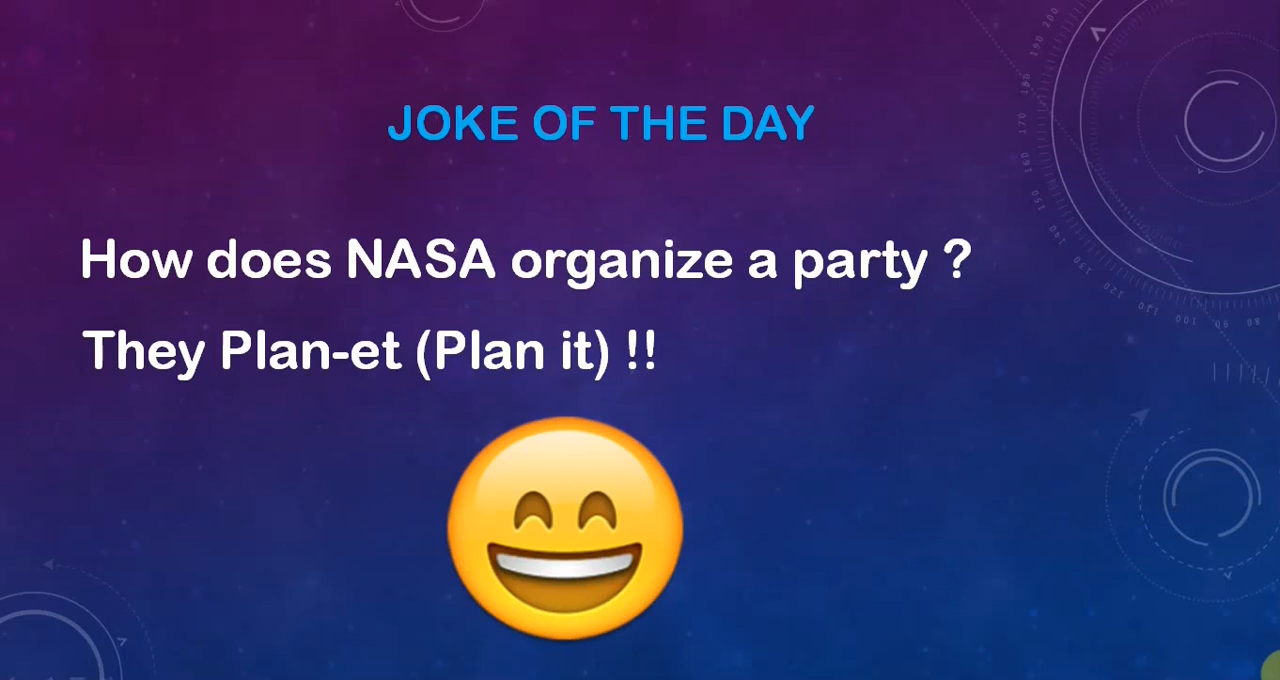 JOKE OF THE DAY
How does NASA organize a party ?
They Plan-et (Plan it) !!